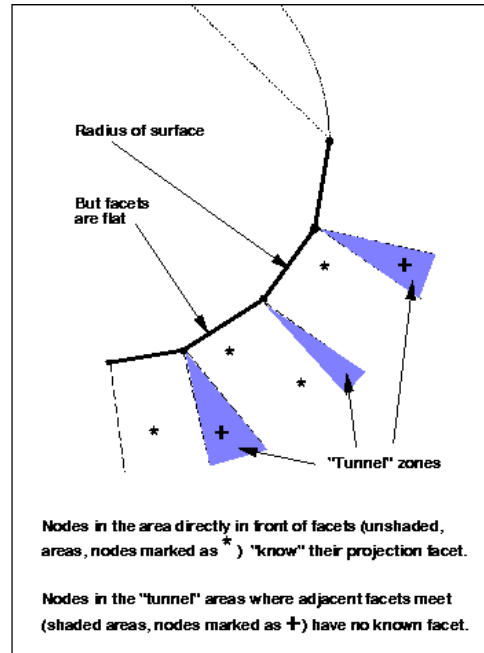 Radius of surface
But facets
are flat
*
+
*
*
*
+
"Tunnel" zones
Nodes in the area directly in front of facets (unshaded,
areas, nodes marked as * ) "know" their projection facet.
Nodes in the "tunnel" areas where adjacent facets meet
(shaded areas, nodes marked as +) have no known facet.